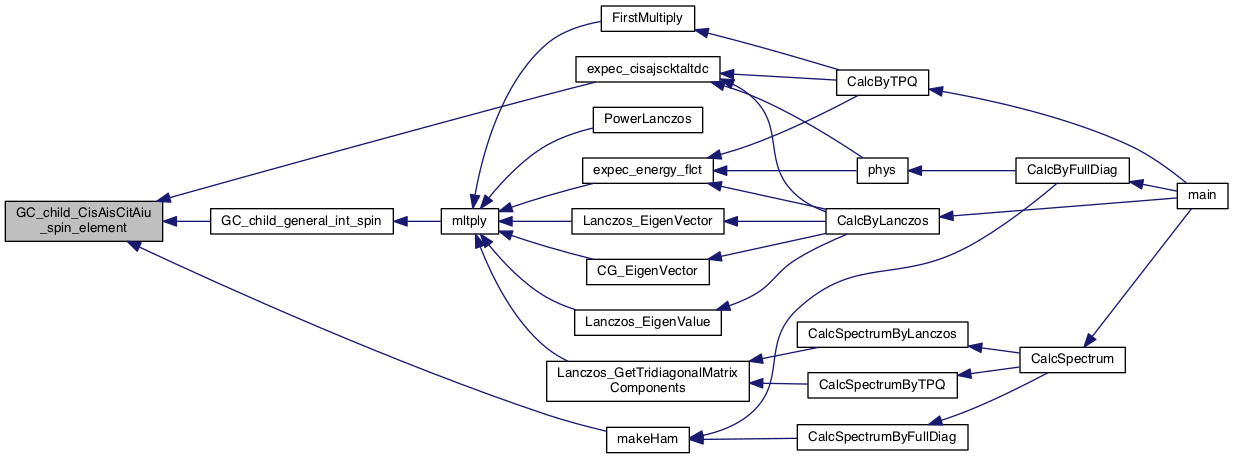 FirstMultiply
expec_cisajscktaltdc
CalcByTPQ
PowerLanczos
expec_energy_flct
phys
CalcByFullDiag
main
GC_child_CisAisCitAiu
_spin_element
GC_child_general_int_spin
mltply
Lanczos_EigenVector
CalcByLanczos
CG_EigenVector
Lanczos_EigenValue
CalcSpectrumByLanczos
CalcSpectrum
Lanczos_GetTridiagonalMatrix
Components
CalcSpectrumByTPQ
makeHam
CalcSpectrumByFullDiag